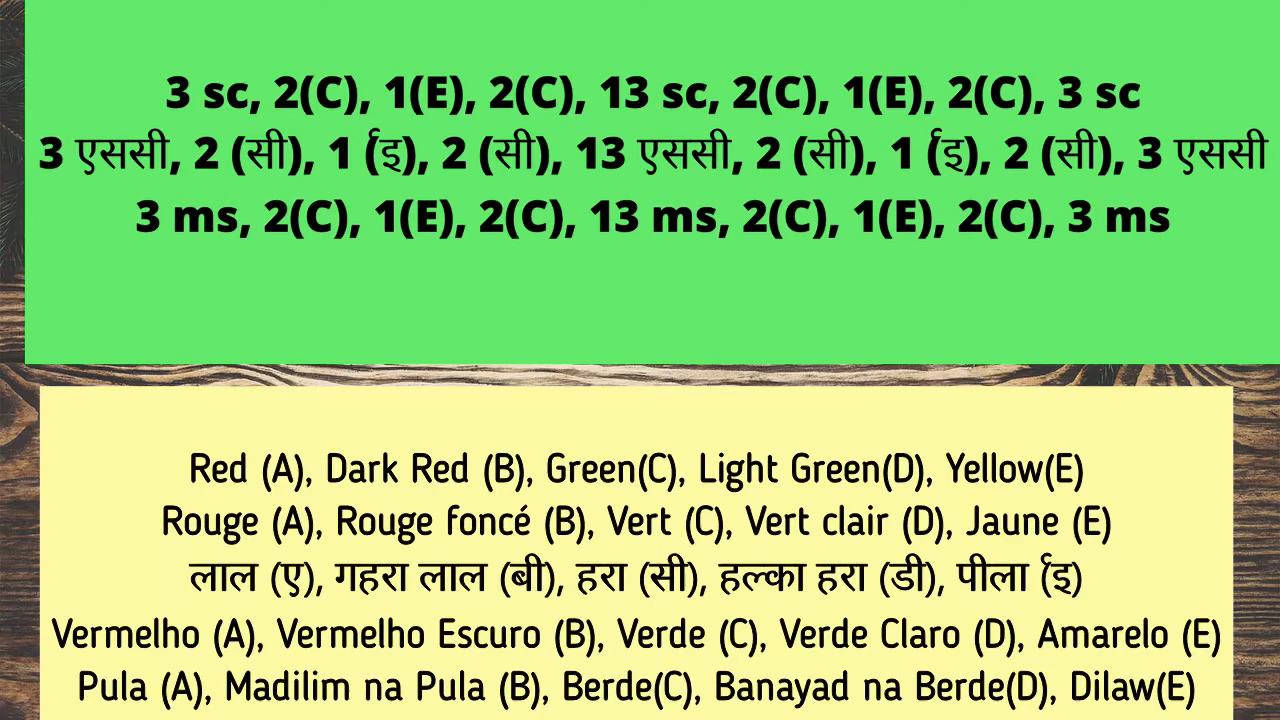 3 sc, 2(C), 1(E), 2(C), 13 sc, 2(C), 1(E), 2(C), 3 sc
3 एससी, 2 (सी), 1 (ई), 2 (सी), 13 एससी, 2 (सी), 1 (ई), 2 (सी), 3 एससी
3 ms, 2(C), 1(E), 2(C), 13 ms, 2(C), 1(E), 2(C), 3 ms
Red (A), Dark Red (B), Green(C), Light Green(D), Yellow(E)
Rouge (A), Rouge foncé (B), Vert (C), Vert clair (D), Jaune (E)
लाल (ए), गहरा लाल (बी), हरा (सी), हल्का हरा (डी), पीला (ई)
Vermelho (A), Vermelho Escuro (B), Verde (C), Verde Claro (D), Amarelo (E)
Pula (A), Madilim na Pula (B), Berde(C), Banayad na Berde(D), Dilaw(E)